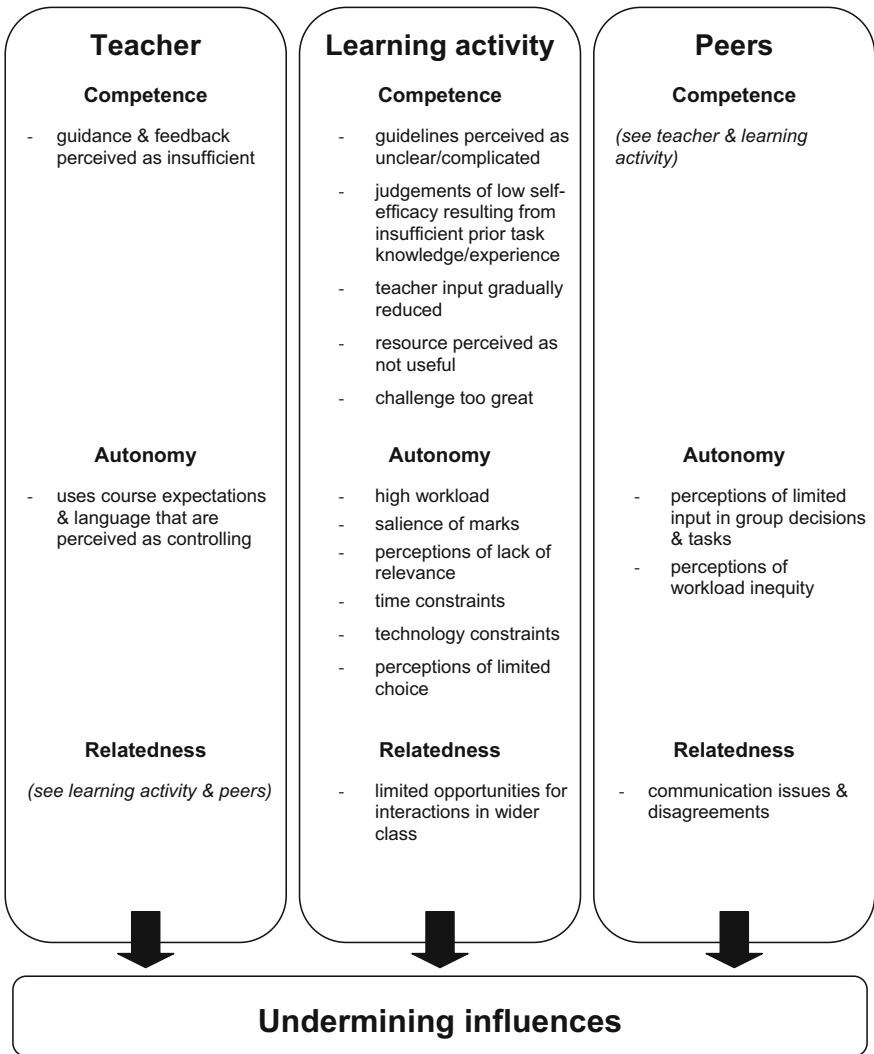 Teacher
Competence
- guidance & feedback
perceived as insufficient
Autonomy
- uses course expectations
& language that are
perceived as controlling
Relatedness
(see learning activity & peers)
Learning activity
Competence
- guidelines perceived as
unclear/complicated
- judgements of low self-
efficacy resulting from
insufficient prior task
knowledge/experience
- teacher input gradually
reduced
- resource perceived as
not useful
- challenge too great
Autonomy
- high workload
- salience of marks
- perceptions of lack of
relevance
- time constraints
- technology constraints
- perceptions of limited
choice
Relatedness
- limited opportunities for
interactions in wider
class
Peers
Competence
(see teacher & learning
activity)
Autonomy
- perceptions of limited
input in group decisions
& tasks
- perceptions of
workload inequity
Relatedness
- communication issues &
disagreements
Undermining influences